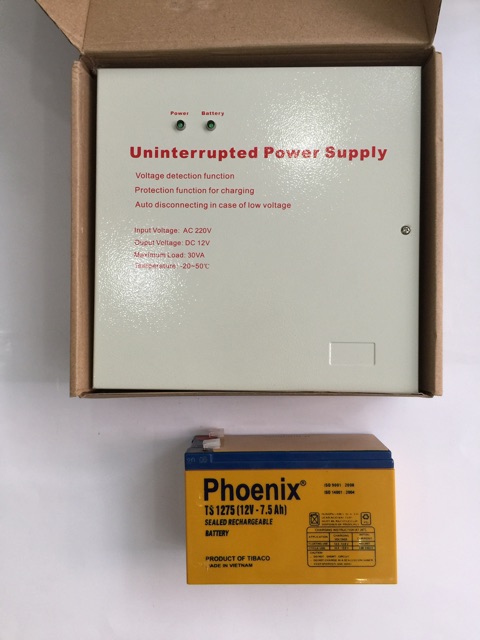 Power Battery
Uninterrupted Power Supply
Voltage detection function
Protection function for charging
Auto disconnecting in case of low voltage
Input Voltage: AC 220V
Ouput Voltage: DC 12V
Maximum Load: 30VA
Temperature: -20~50℃
Phoenix®
TS 1275 (12V - 7.5 Ah)
SEALED RECHARGEABLE
BATTERY
PRODUCT OF TIBACO
MADE IN VIETNAM